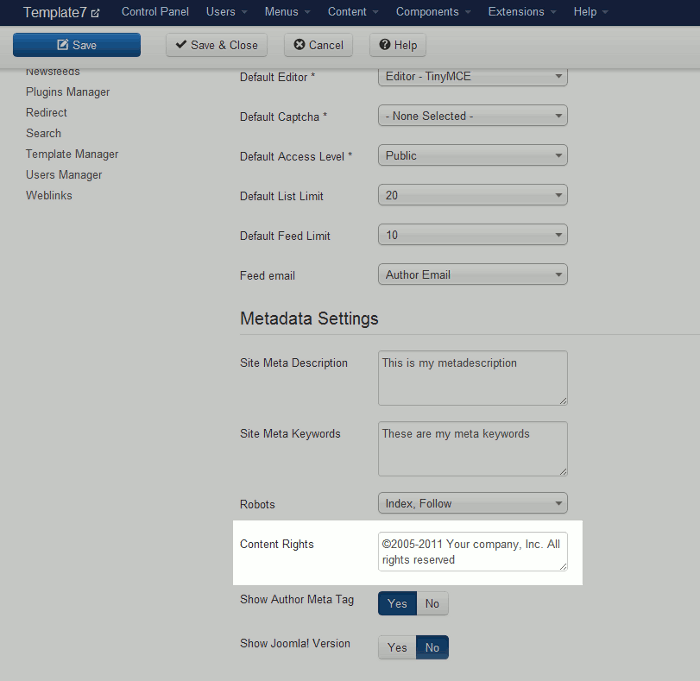 Template7 Control Panel Users Menus Content Components Extensions Help
Save Save & Close Cancel Help
Newsfeeds
Plugins Manager
Redirect
Search
Template Manager
Users Manager
Weblinks
Default Editor * Editor - TinyMCE
Default Captcha * - None Selected -
Default Access Level * Public
Default List Limit 20
Default Feed Limit 10
Feed email Author Email
Metadata Settings
Site Meta Description This is my metadescription
Site Meta Keywords These are my meta keywords
Robots Index, Follow
Content Rights ©2005-2011 Your company, Inc. All
rights reserved
Show Author Meta Tag Yes No
Show Joomla! Version Yes No